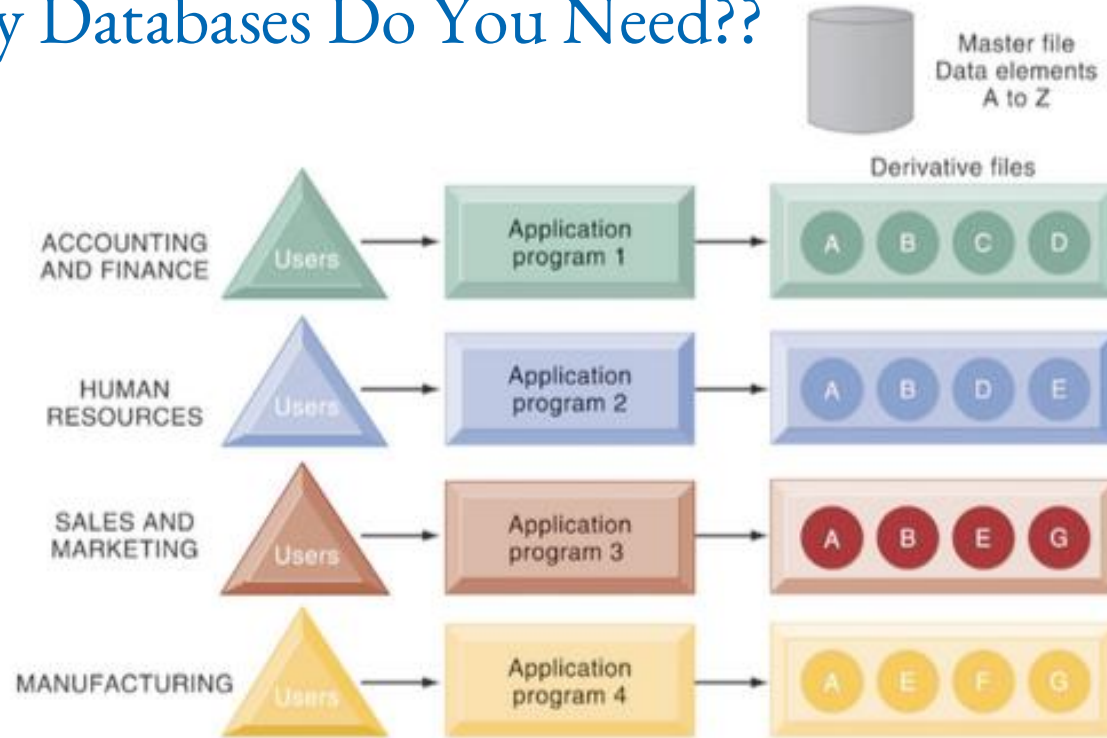 y Databases Do You Need??
Master file
Data elements
A to Z
Derivative files
ACCOUNTING
AND FINANCE
Users
Application
program 1
A B C D
HUMAN
RESOURCES
Users
Application
program 2
A B D E
SALES AND
MARKETING
Users
Application
program 3
A B E G
MANUFACTURING
Users
Application
program 4
A E F G